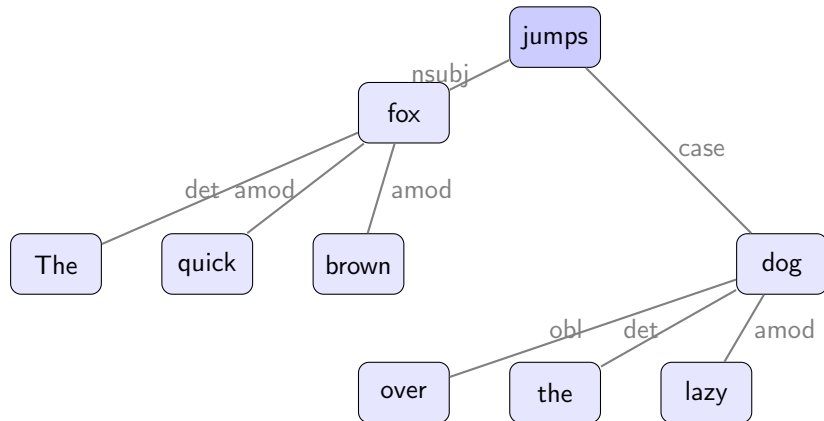 jumps
nsubj
fox
case
det amod amod
The quick brown dog
obl det amod
over the lazy